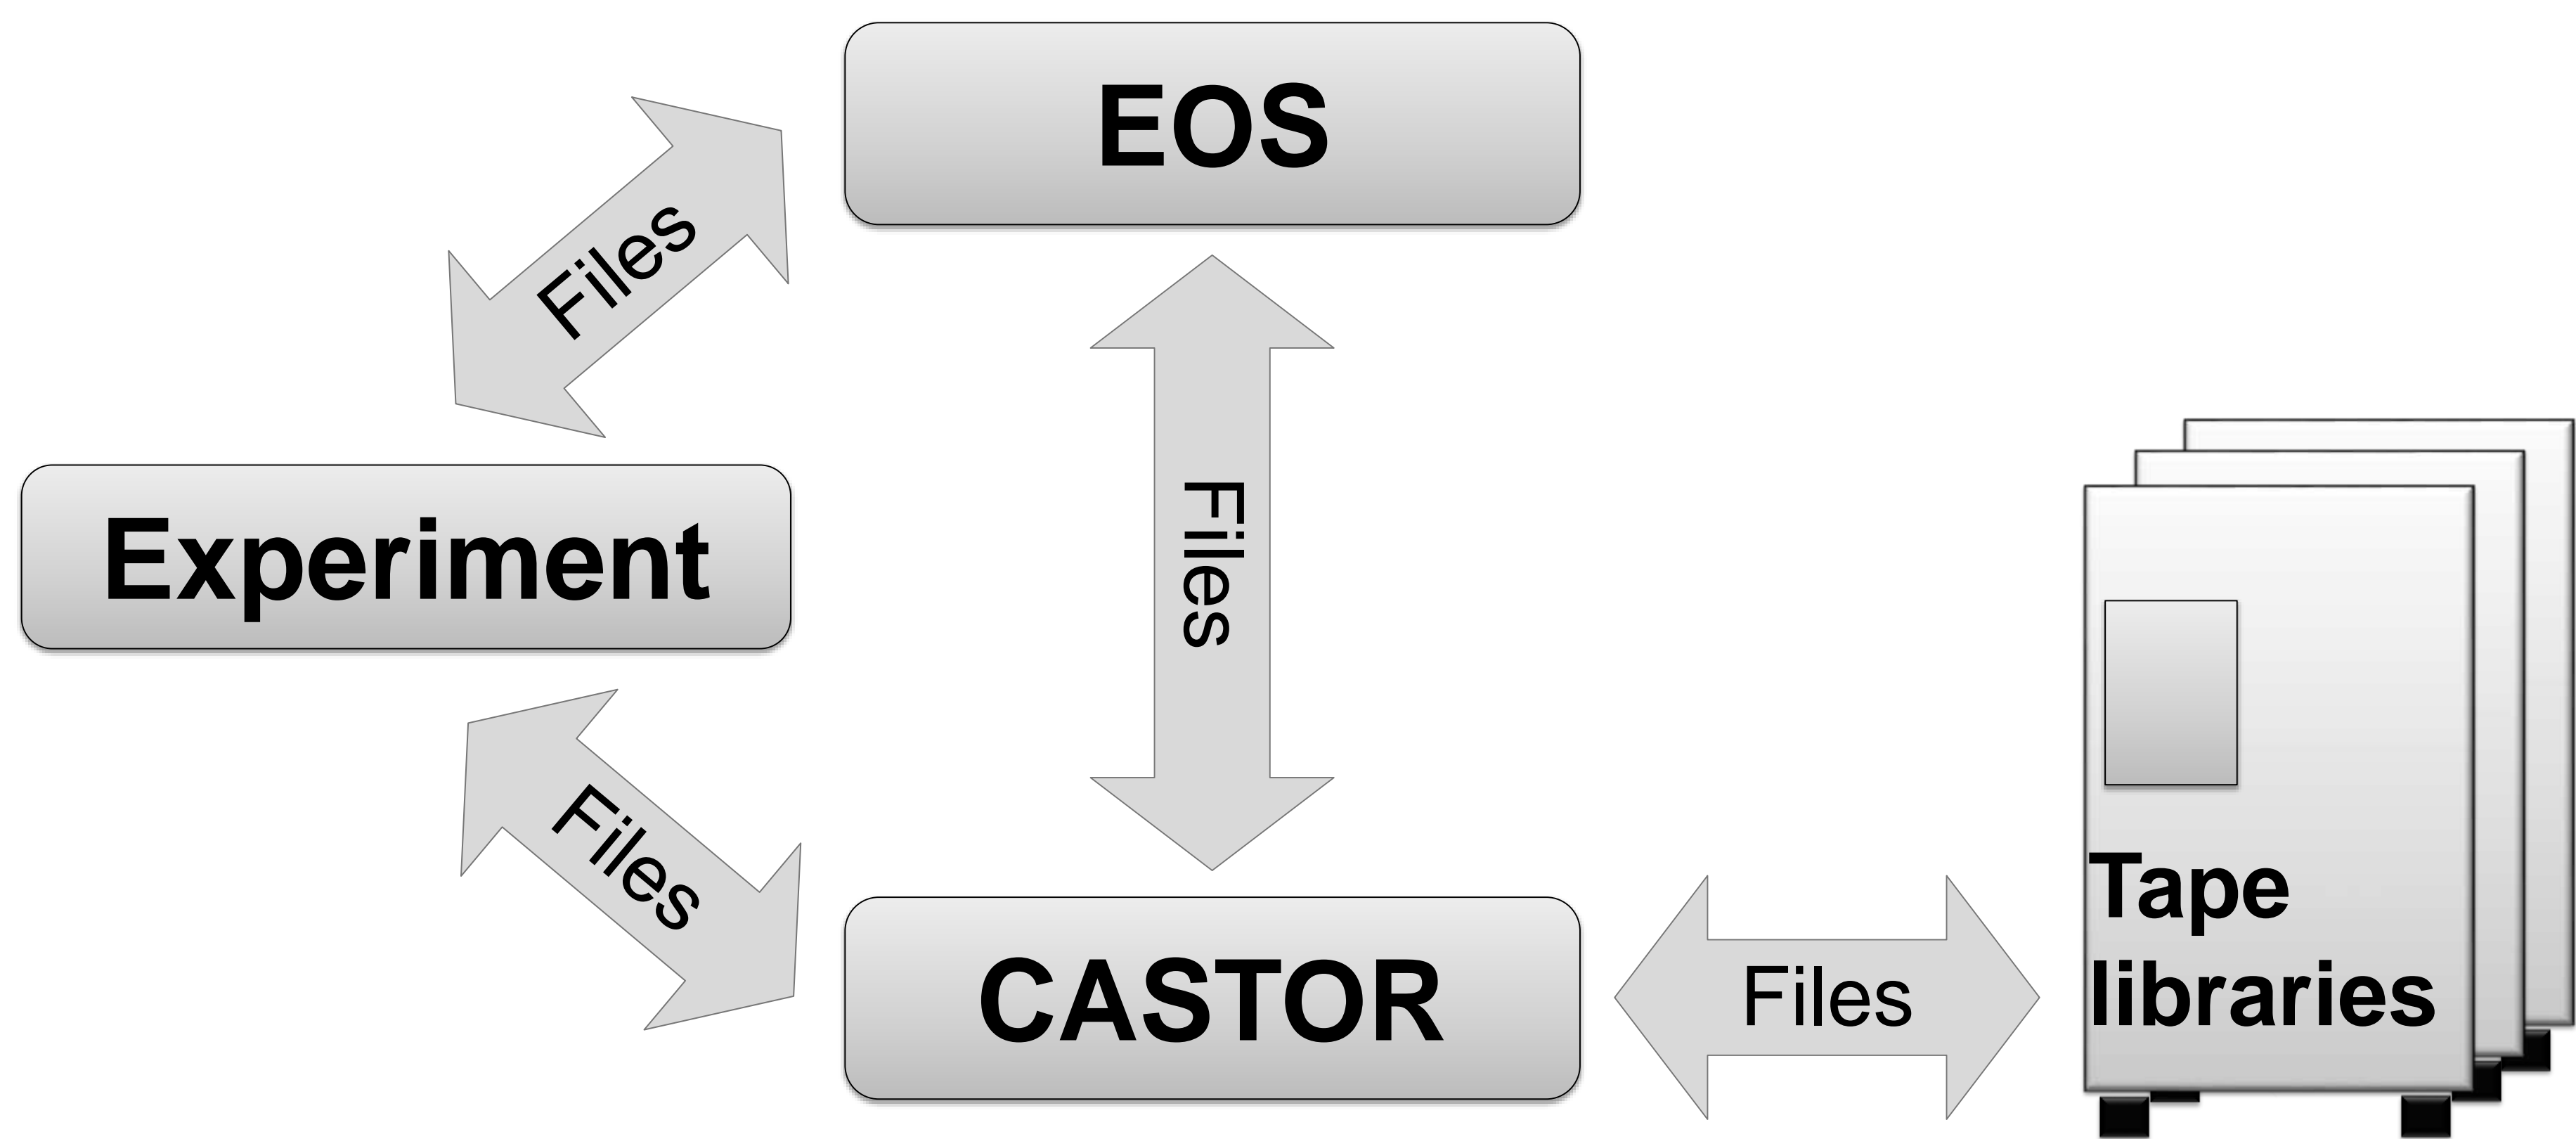 EOS
Files
Experiment
Files
Files
CASTOR
Files
Tape
libraries